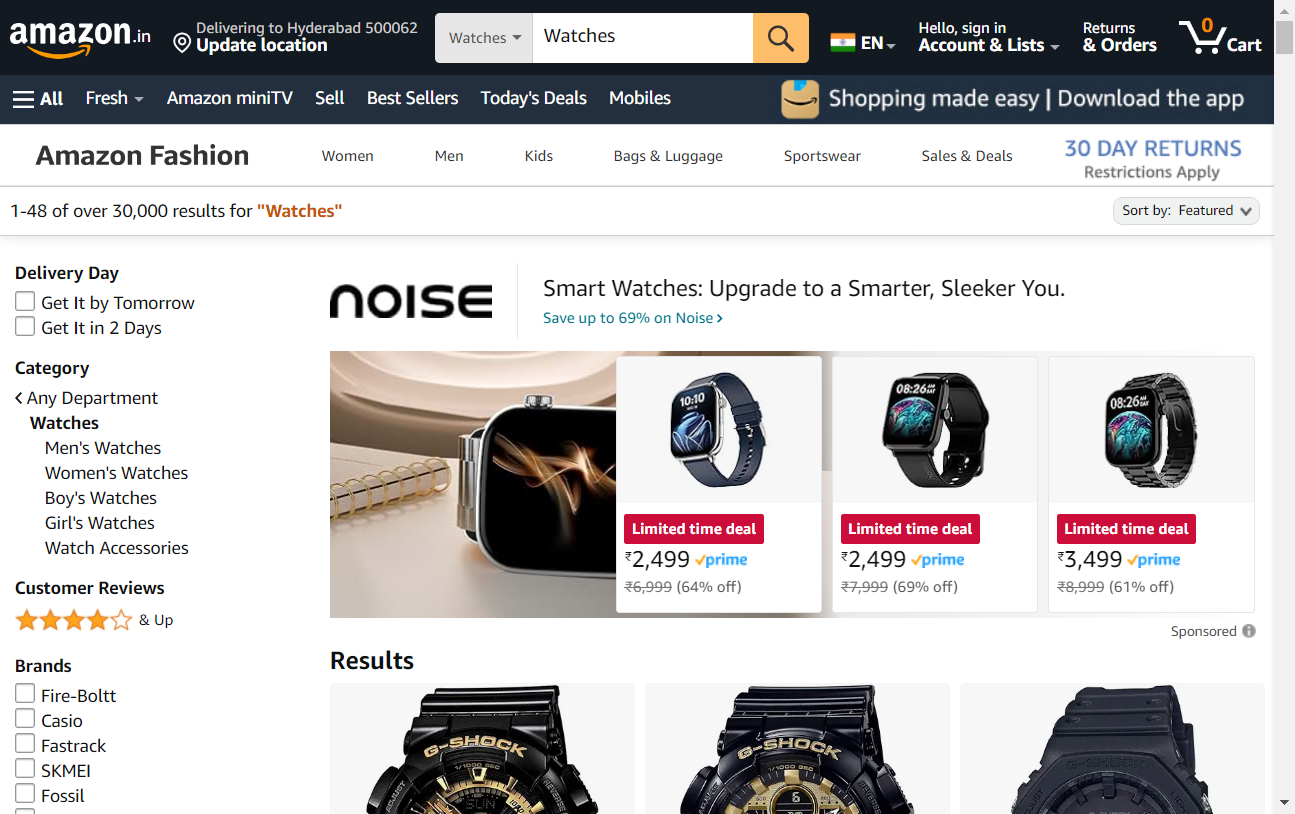 amazon.in
Delivering to Hyderabad 500062
Update location
Watches
Watches
EN
Hello, sign in
Account & Lists
Returns
& Orders
0
Cart
All
Fresh
Amazon miniTV
Sell
Best Sellers
Today's Deals
Mobiles
Shopping made easy | Download the app
Amazon Fashion
Women
Men
Kids
Bags & Luggage
Sportswear
Sales & Deals
30 DAY RETURNS
Restrictions Apply
1-48 of over 30,000 results for "Watches"
Sort by: Featured
Delivery Day
Get It by Tomorrow
Get It in 2 Days
Category
Any Department
Watches
Men's Watches
Women's Watches
Boy's Watches
Girl's Watches
Watch Accessories
Customer Reviews
& Up
Brands
Fire-Boltt
Casio
Fastrack
SKMEI
Fossil
noise
Smart Watches: Upgrade to a Smarter, Sleeker You.
Save up to 69% on Noise
10:10
Limited time deal
₹2,499 prime
₹6,999 (64% off)
08:26
Limited time deal
₹2,499 prime
₹7,999 (69% off)
08:26
Limited time deal
₹3,499 prime
₹8,999 (61% off)
Sponsored
Results
G-SHOCK
G-SHOCK
G-SHOCK